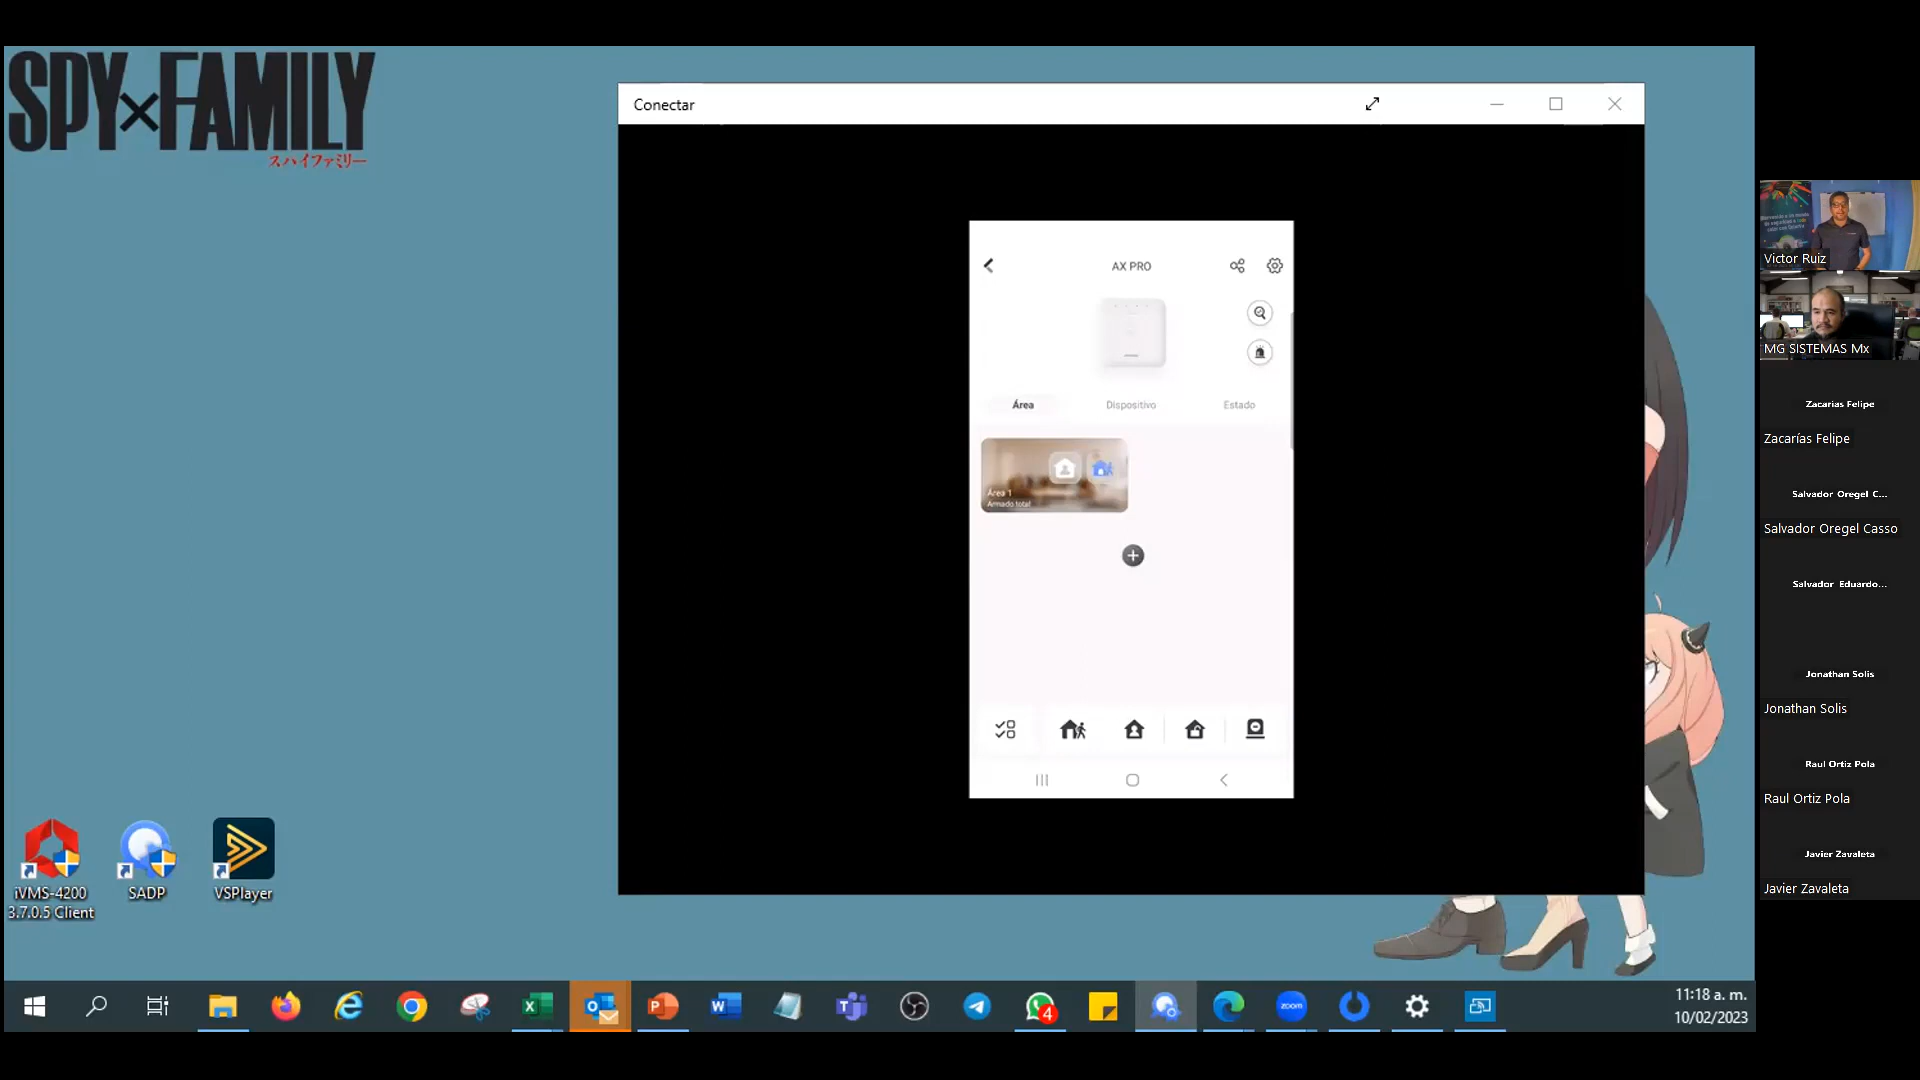 SPY×FAMILY
スパイファミリー
Conectar
AX PRO
Área
Dispositivo
Estado
Área 1
Armado total
iVMS-4200
3.7.0.5 Client
SADP
VSPlayer
Victor Ruiz
MG SISTEMAS Mx
Zacarias Felipe
Zacarías Felipe
Salvador Oregel C...
Salvador Oregel Casso
Salvador Eduardo...
Jonathan Solis
Jonathan Solis
Raul Ortiz Pola
Raul Ortiz Pola
Javier Zavaleta
Javier Zavaleta
4
zoom
11:18 a. m.
10/02/2023